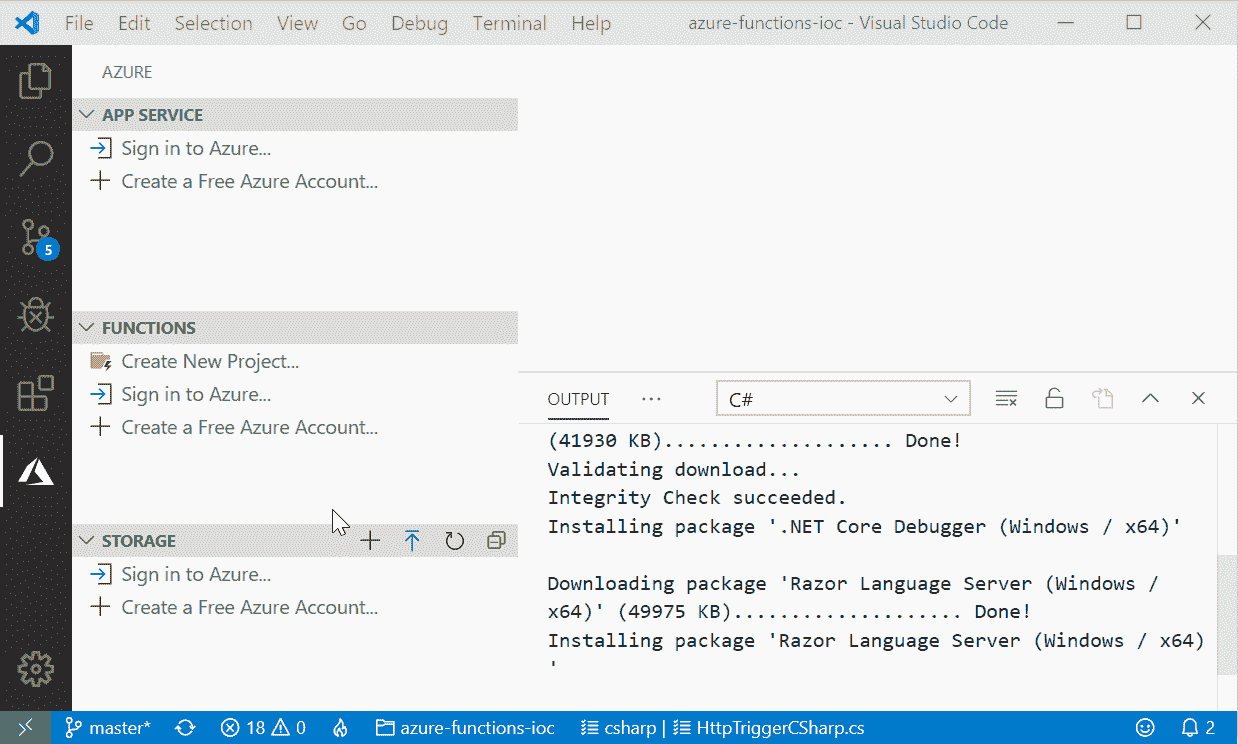 File Edit Selection View Go Debug Terminal Help azure-functions-ioc - Visual Studio Code
AZURE
APP SERVICE
Sign in to Azure...
Create a Free Azure Account...
5
FUNCTIONS
Create New Project...
Sign in to Azure...
Create a Free Azure Account...
STORAGE
Sign in to Azure...
Create a Free Azure Account...
OUTPUT ... C#
(41930 KB).................... Done!
Validating download...
Integrity Check succeeded.
Installing package '.NET Core Debugger (Windows / x64)'
Downloading package 'Razor Language Server (Windows /
x64)' (49975 KB).................... Done!
Installing package 'Razor Language Server (Windows / x64)
'
master* 18 0 azure-functions-ioc csharp | HttpTriggerCSharp.cs 2